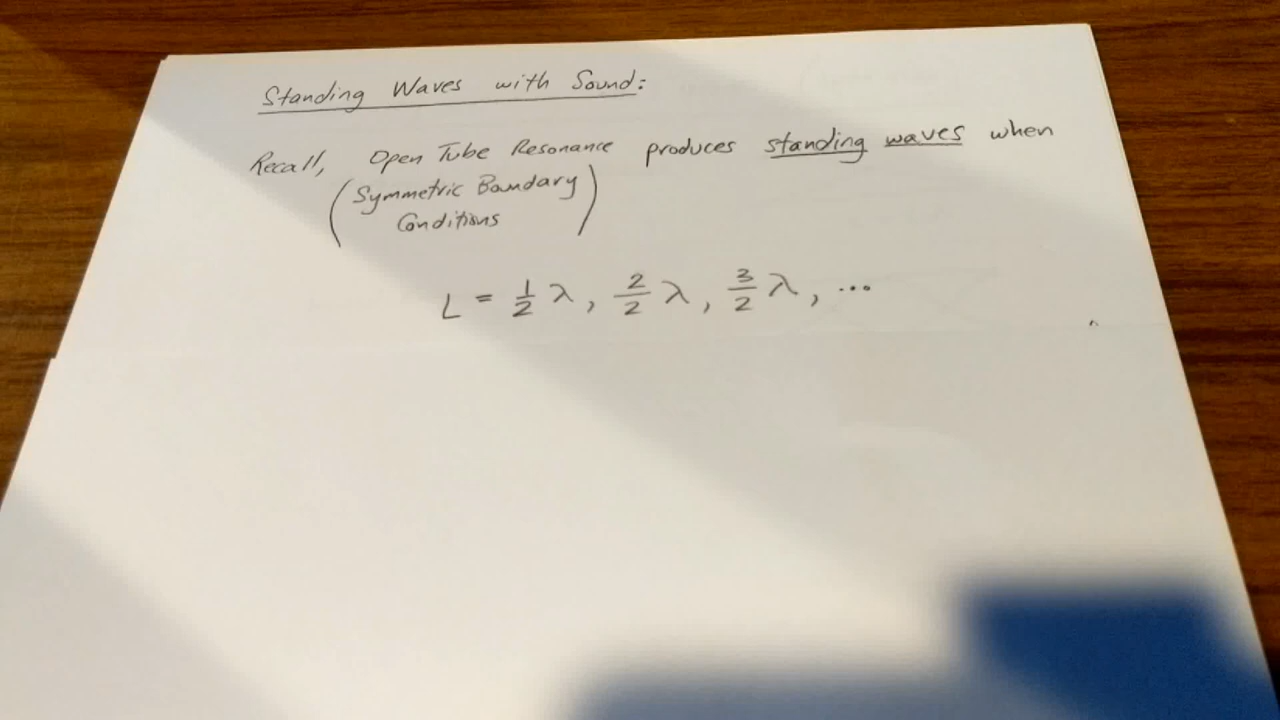 Standing Waves with Sound:
Recall, Open Tube Resonance produces standing waves when
(Symmetric Boundary
Conditions)
L = 1/2 λ, 2/2 λ, 3/2 λ, ...